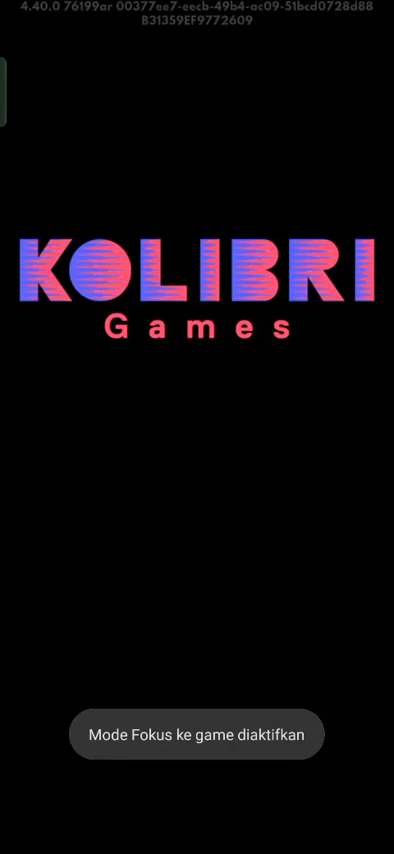 4.40.0 76199ar 00377ee7-eecb-49b4-ac09-51bcd0728d88
B31359EF9772609
KOLIBRI
Games
Mode Fokus ke game diaktifkan